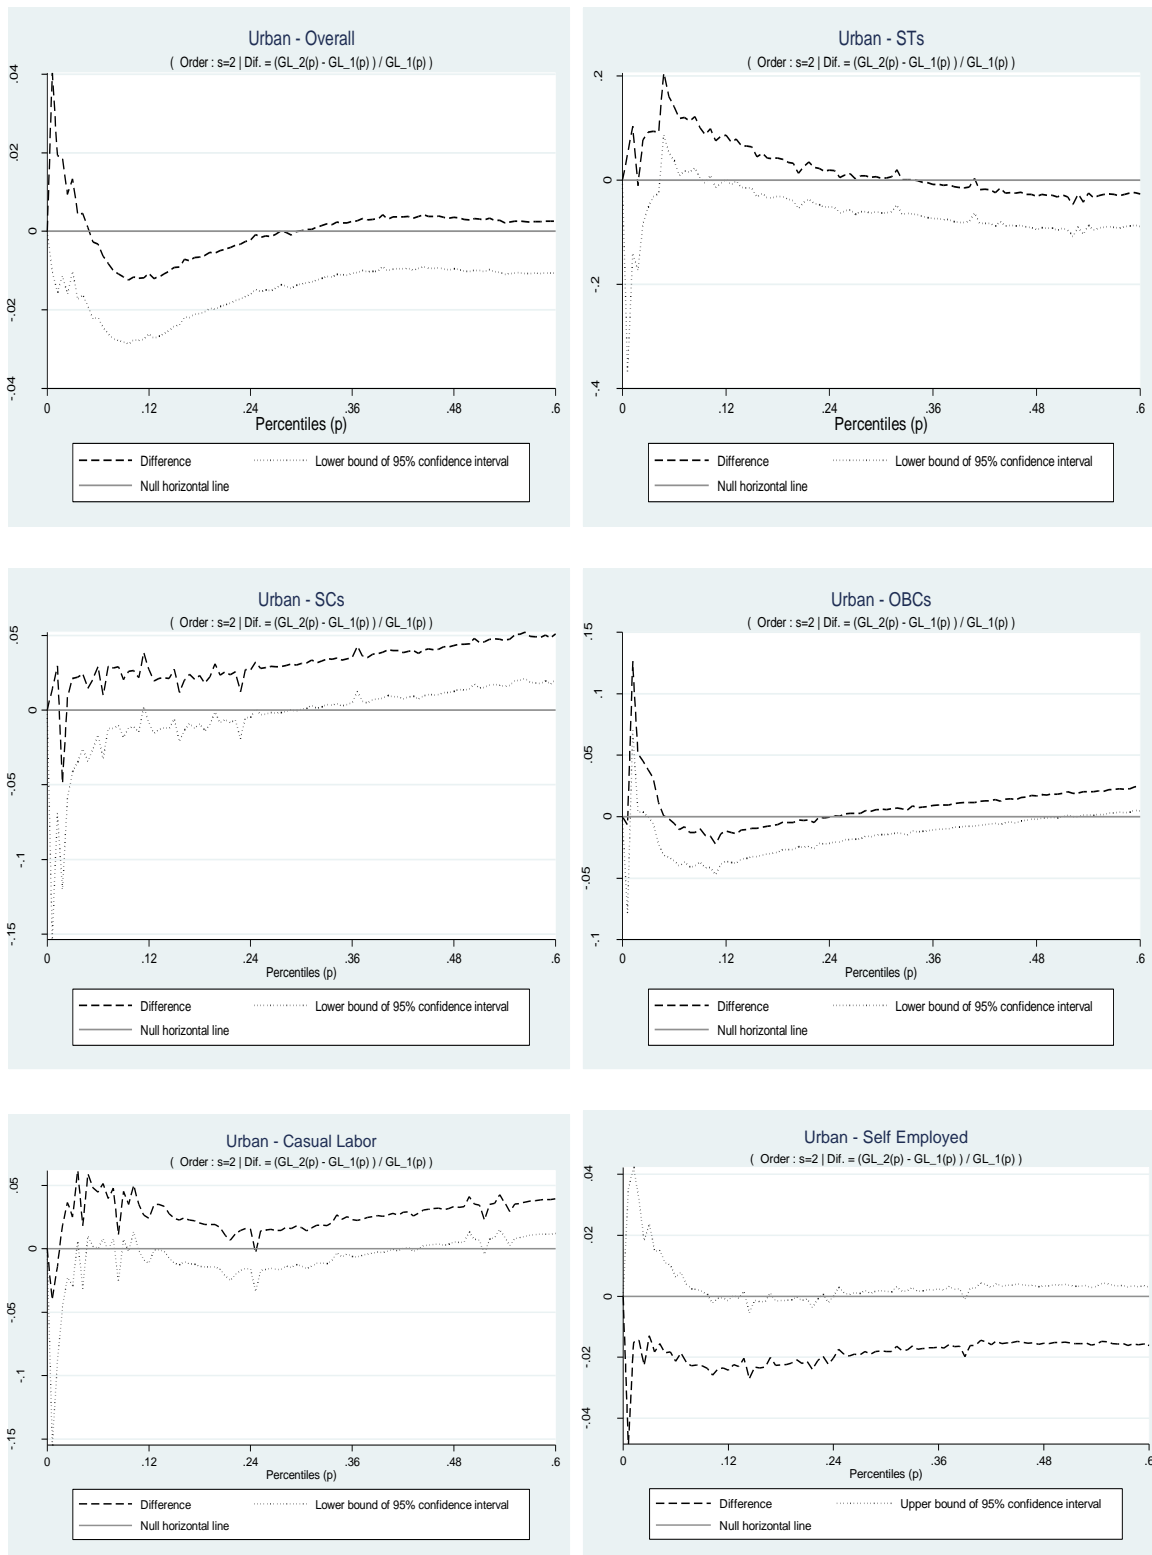 Urban - Overall
( Order : s=2 | Dif. = (GL_2(p) - GL_1(p) ) / GL_1(p) )
.04
.02
0
-.02
-.04
0 .12 .24 .36 .48 .6
Percentiles (p)
Difference Lower bound of 95% confidence interval
Null horizontal line
Urban - STs
( Order : s=2 | Dif. = (GL_2(p) - GL_1(p) ) / GL_1(p) )
.2
0
-.2
-.4
0 .12 .24 .36 .48 .6
Percentiles (p)
Difference Lower bound of 95% confidence interval
Null horizontal line
Urban - SCs
( Order : s=2 | Dif. = (GL_2(p) - GL_1(p) ) / GL_1(p) )
.05
0
-.05
-.1
-.15
0 .12 .24 .36 .48 .6
Percentiles (p)
Difference Lower bound of 95% confidence interval
Null horizontal line
Urban - OBCs
( Order : s=2 | Dif. = (GL_2(p) - GL_1(p) ) / GL_1(p) )
.15
.1
.05
0
-.05
-.1
0 .12 .24 .36 .48 .6
Percentiles (p)
Difference Lower bound of 95% confidence interval
Null horizontal line
Urban - Casual Labor
( Order : s=2 | Dif. = (GL_2(p) - GL_1(p) ) / GL_1(p) )
.05
0
-.05
-.1
-.15
0 .12 .24 .36 .48 .6
Percentiles (p)
Difference Lower bound of 95% confidence interval
Null horizontal line
Urban - Self Employed
( Order : s=2 | Dif. = (GL_2(p) - GL_1(p) ) / GL_1(p) )
.04
.02
0
-.02
-.04
0 .12 .24 .36 .48 .6
Percentiles (p)
Difference Upper bound of 95% confidence interval
Null horizontal line